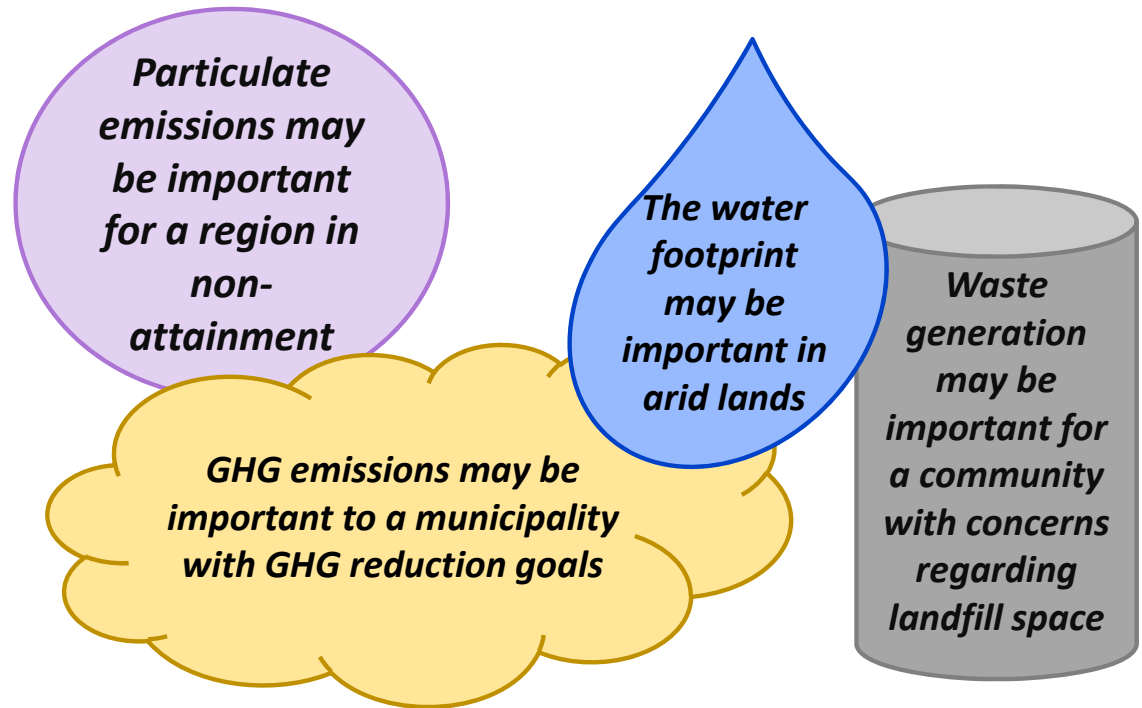 Particulate
emissions may
be important
for a region in
non-
attainment
The water
footprint
may be
important in
arid lands
Waste
generation
may be
important for
a community
with concerns
regarding
landfill space
GHG emissions may be
important to a municipality
with GHG reduction goals